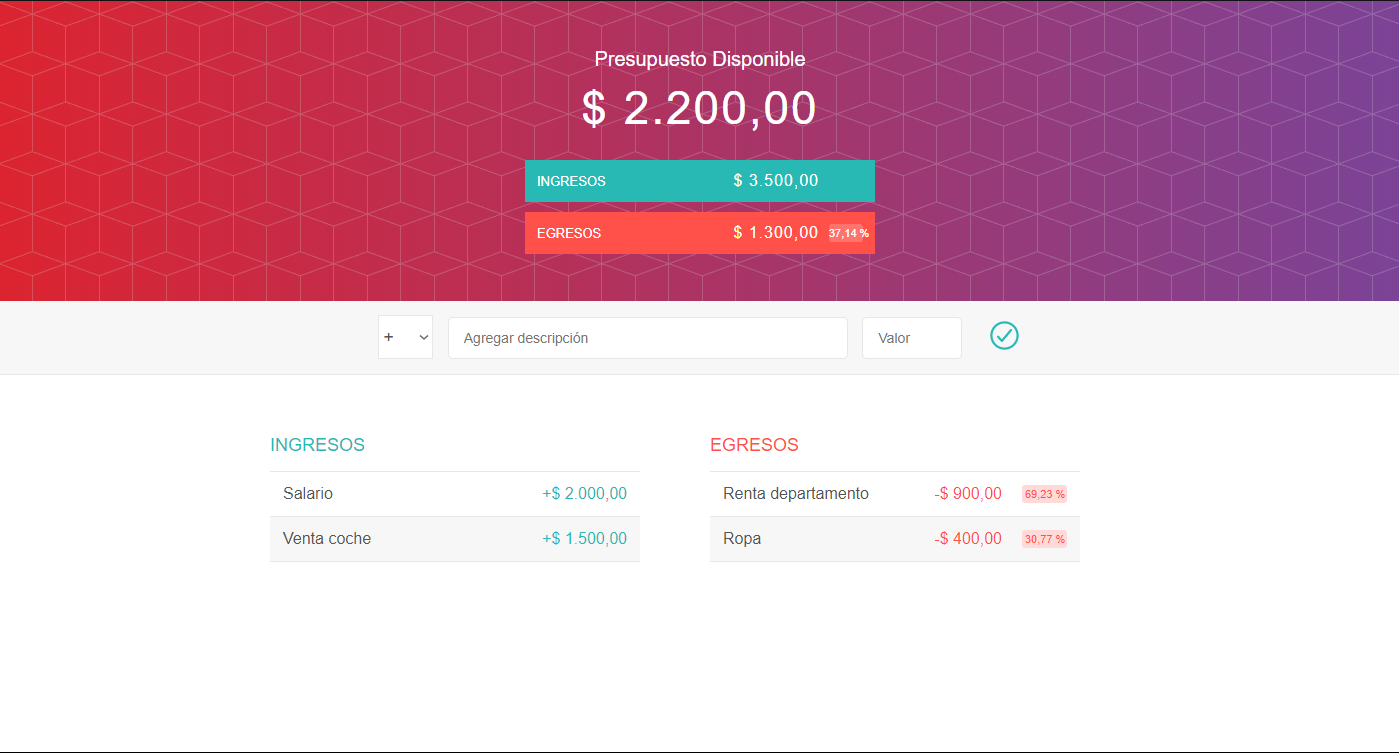 Presupuesto Disponible
$ 2.200,00
INGRESOS $ 3.500,00
EGRESOS $ 1.300,00 37,14 %
+ Agregar descripción Valor
INGRESOS
Salario +$ 2.000,00
Venta coche +$ 1.500,00
EGRESOS
Renta departamento -$ 900,00 69,23 %
Ropa -$ 400,00 30,77 %